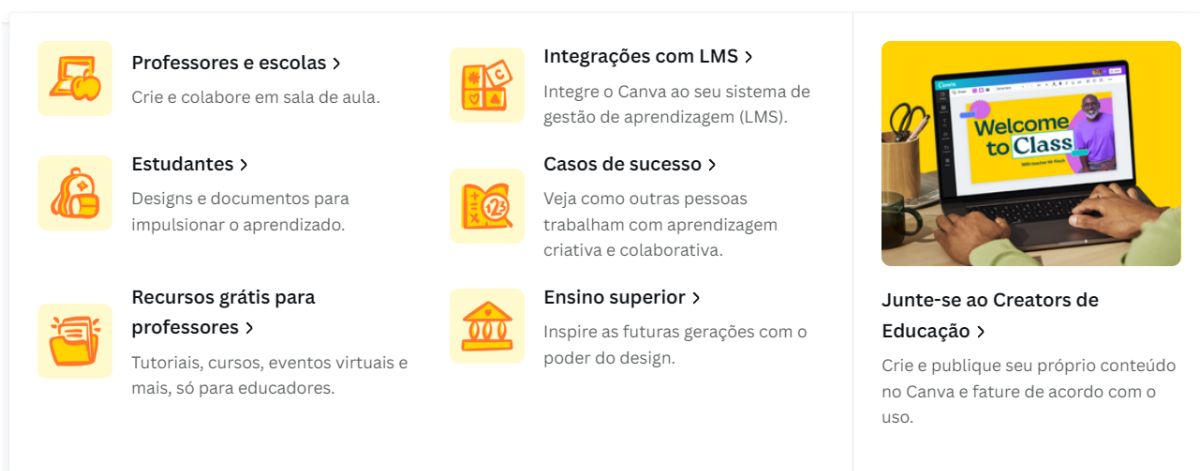 Professores e escolas >
Crie e colabore em sala de aula.
Estudantes >
Designs e documentos para
impulsionar o aprendizado.
Recursos grátis para
professores >
Tutoriais, cursos, eventos virtuais e
mais, só para educadores.
Integrações com LMS >
Integre o Canva ao seu sistema de
gestão de aprendizagem (LMS).
Casos de sucesso >
Veja como outras pessoas
trabalham com aprendizagem
criativa e colaborativa.
Ensino superior >
Inspire as futuras gerações com o
poder do design.
Welcome
to Class
Junte-se ao Creators de
Educação >
Crie e publique seu próprio conteúdo
no Canva e fature de acordo com o
uso.